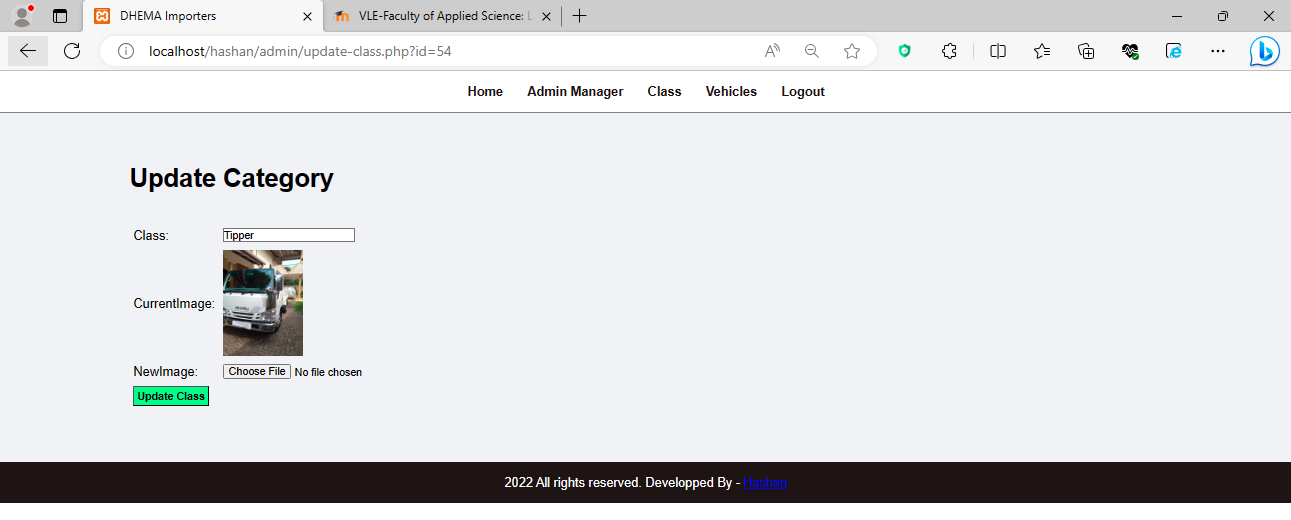 DHEMA Importers
VLE-Faculty of Applied Science: L
localhost/hashan/admin/update-class.php?id=54
Home Admin Manager Class Vehicles Logout
Update Category
Class: Tipper
ISUZU
CurrentImage:
NewImage: Choose File No file chosen
Update Class
2022 All rights reserved. Developped By - Hashan